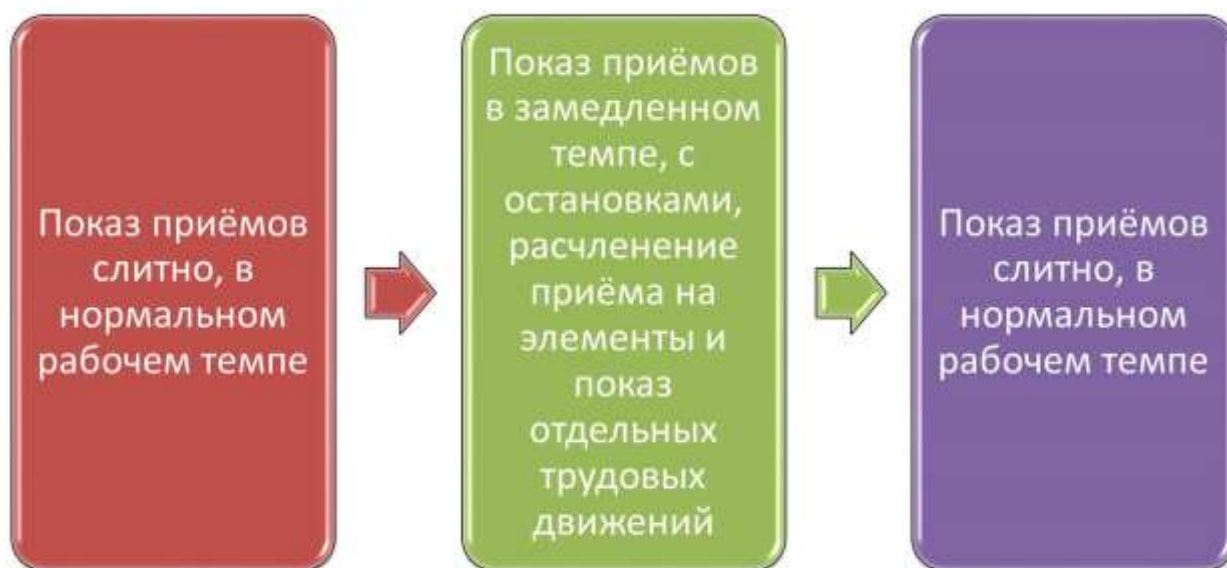 Показ приёмов
слитно, в
нормальном
рабочем темпе
Показ приёмов
в замедленном
темпе, с
остановками,
расчленение
приёма на
элементы и
показ
отдельных
трудовых
движений
Показ приёмов
слитно, в
нормальном
рабочем темпе